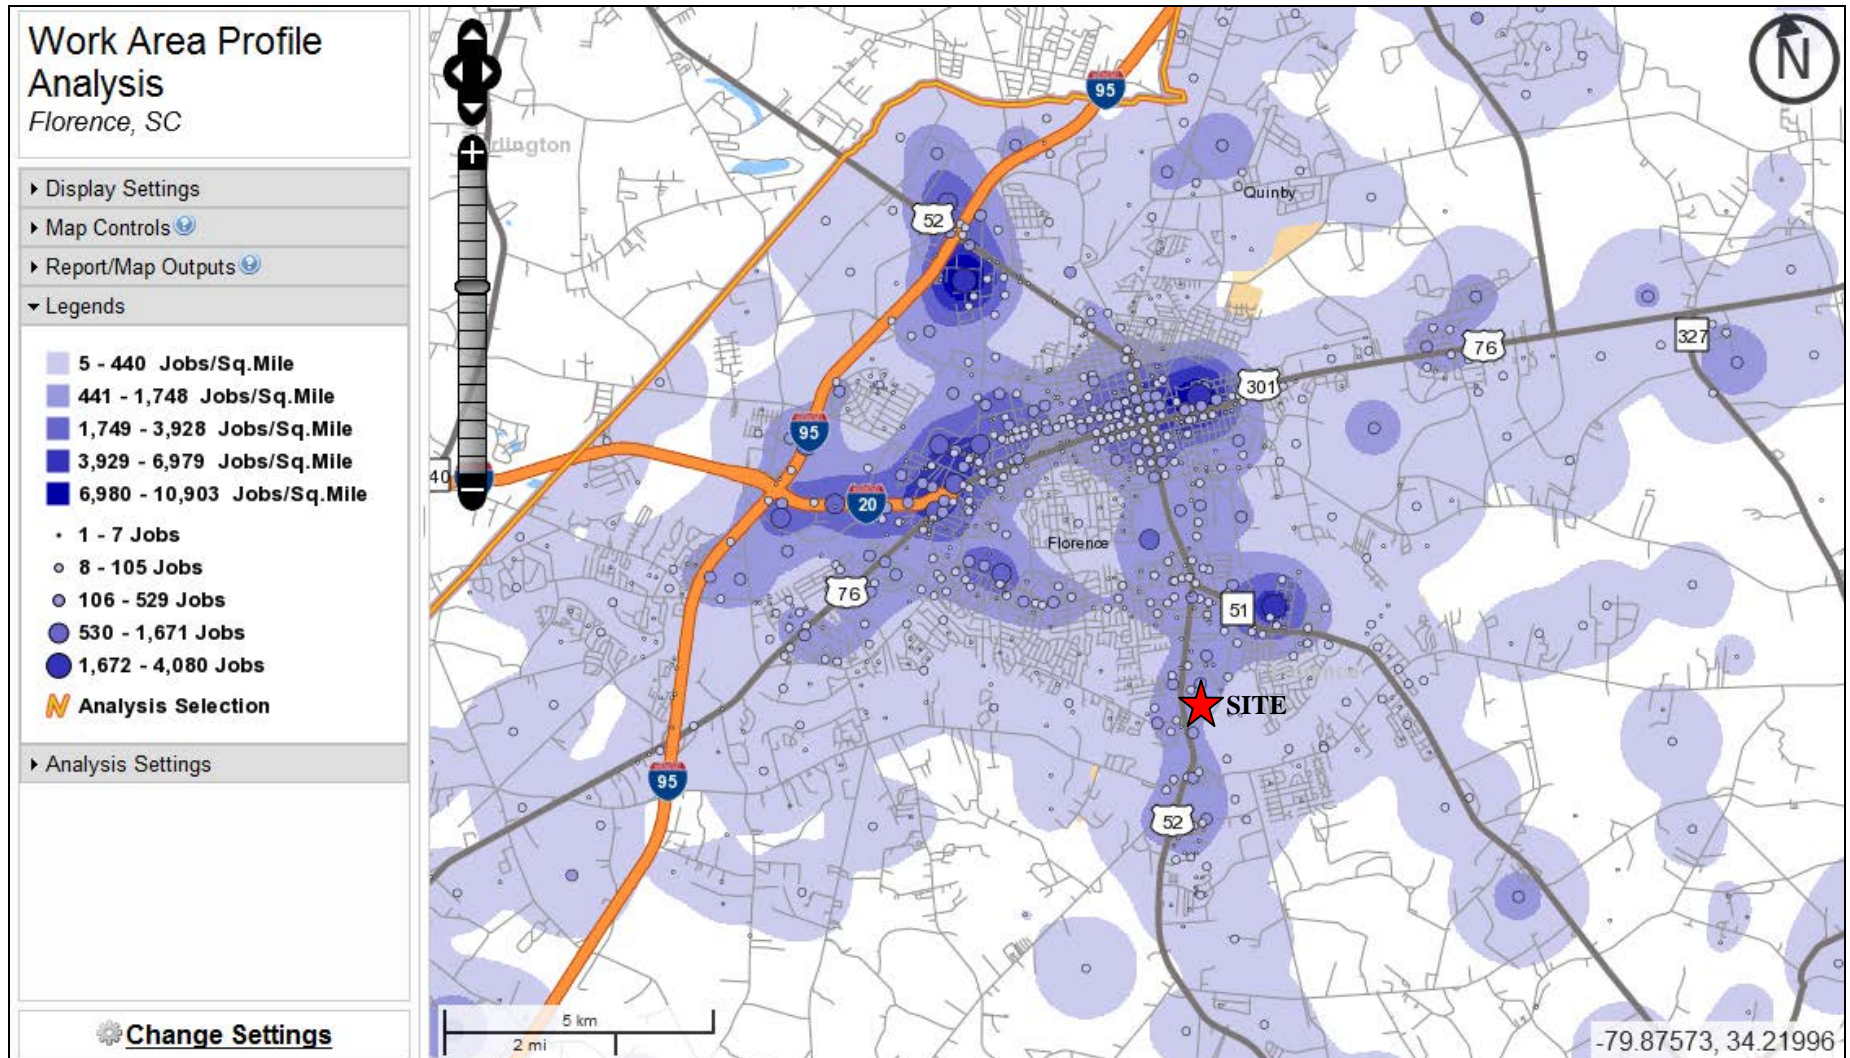 Work Area Profile
Analysis
Florence, SC
Display Settings
Map Controls
Report/Map Outputs
Legends
5 - 440 Jobs/Sq.Mile
441 - 1,748 Jobs/Sq.Mile
1,749 - 3,928 Jobs/Sq.Mile
3,929 - 6,979 Jobs/Sq.Mile
6,980 - 10,903 Jobs/Sq.Mile
1 - 7 Jobs
8 - 105 Jobs
106 - 529 Jobs
530 - 1,671 Jobs
1,672 - 4,080 Jobs
Analysis Selection
Analysis Settings
Change Settings
N
95
rlington
Quinby
52
327
76
301
95
40
20
Florence
76
51
SITE
95
52
5 km
2 mi
-79.87573, 34.21996